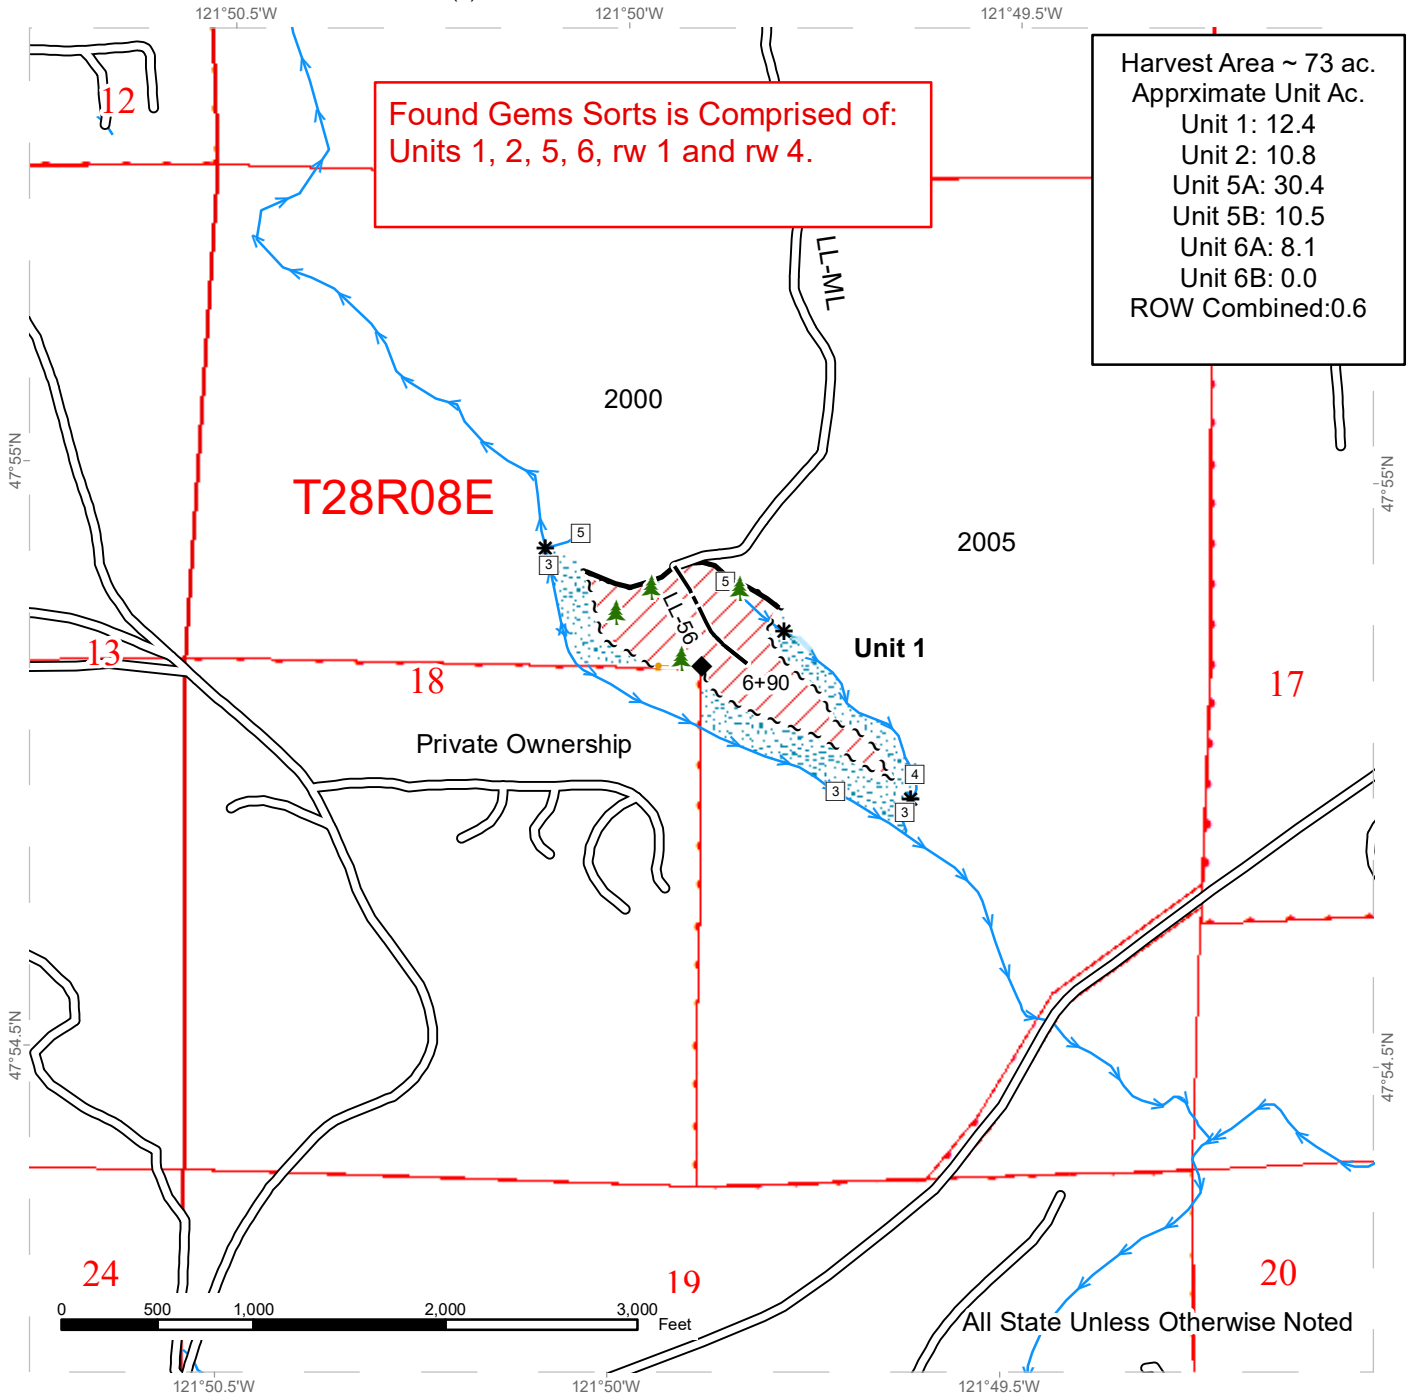 121°50.5'W
121°50'W
121°49.5'W
Harvest Area ~ 73 ac.
Apprximate Unit Ac.
Unit 1: 12.4
Unit 2: 10.8
Unit 5A: 30.4
Unit 5B: 10.5
Unit 6A: 8.1
Unit 6B: 0.0
ROW Combined:0.6
12
Found Gems Sorts is Comprised of:
Units 1, 2, 5, 6, rw 1 and rw 4.
LL-ML
2000
47°55'N
47°55'N
T28R08E
2005
5
3
5
LL-56
Unit 1
13
18
6+90
17
Private Ownership
4
3
3
47°54.5'N
47°54.5'N
24
19
20
0
500
1,000
2,000
3,000
Feet
All State Unless Otherwise Noted
121°50.5'W
121°50'W
121°49.5'W